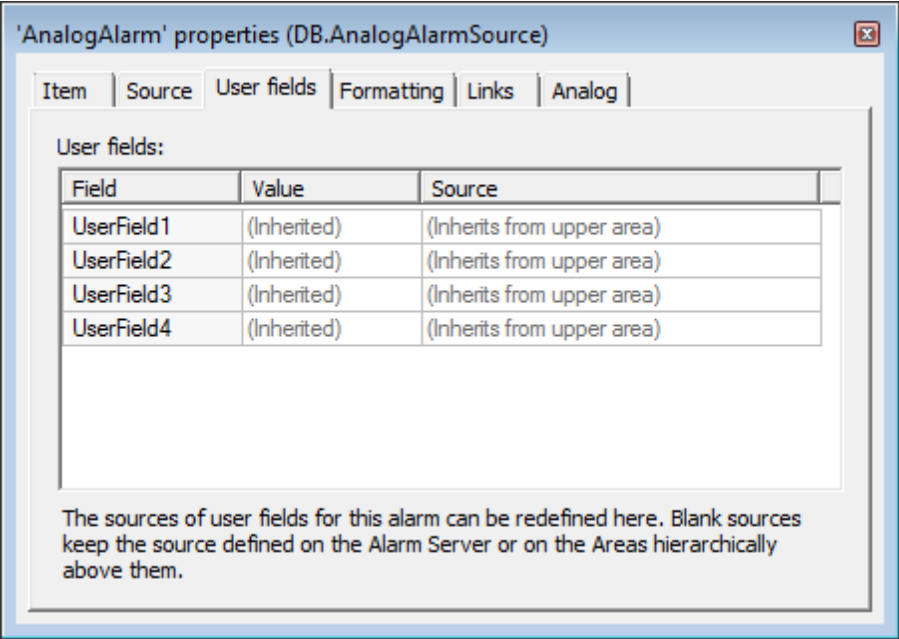 'AnalogAlarm' properties (DB.AnalogAlarmSource)
Item Source User fields Formatting Links Analog
User fields:
Field Value Source
UserField1 (Inherited) (Inherits from upper area)
UserField2 (Inherited) (Inherits from upper area)
UserField3 (Inherited) (Inherits from upper area)
UserField4 (Inherited) (Inherits from upper area)
The sources of user fields for this alarm can be redefined here. Blank sources
keep the source defined on the Alarm Server or on the Areas hierarchically
above them.